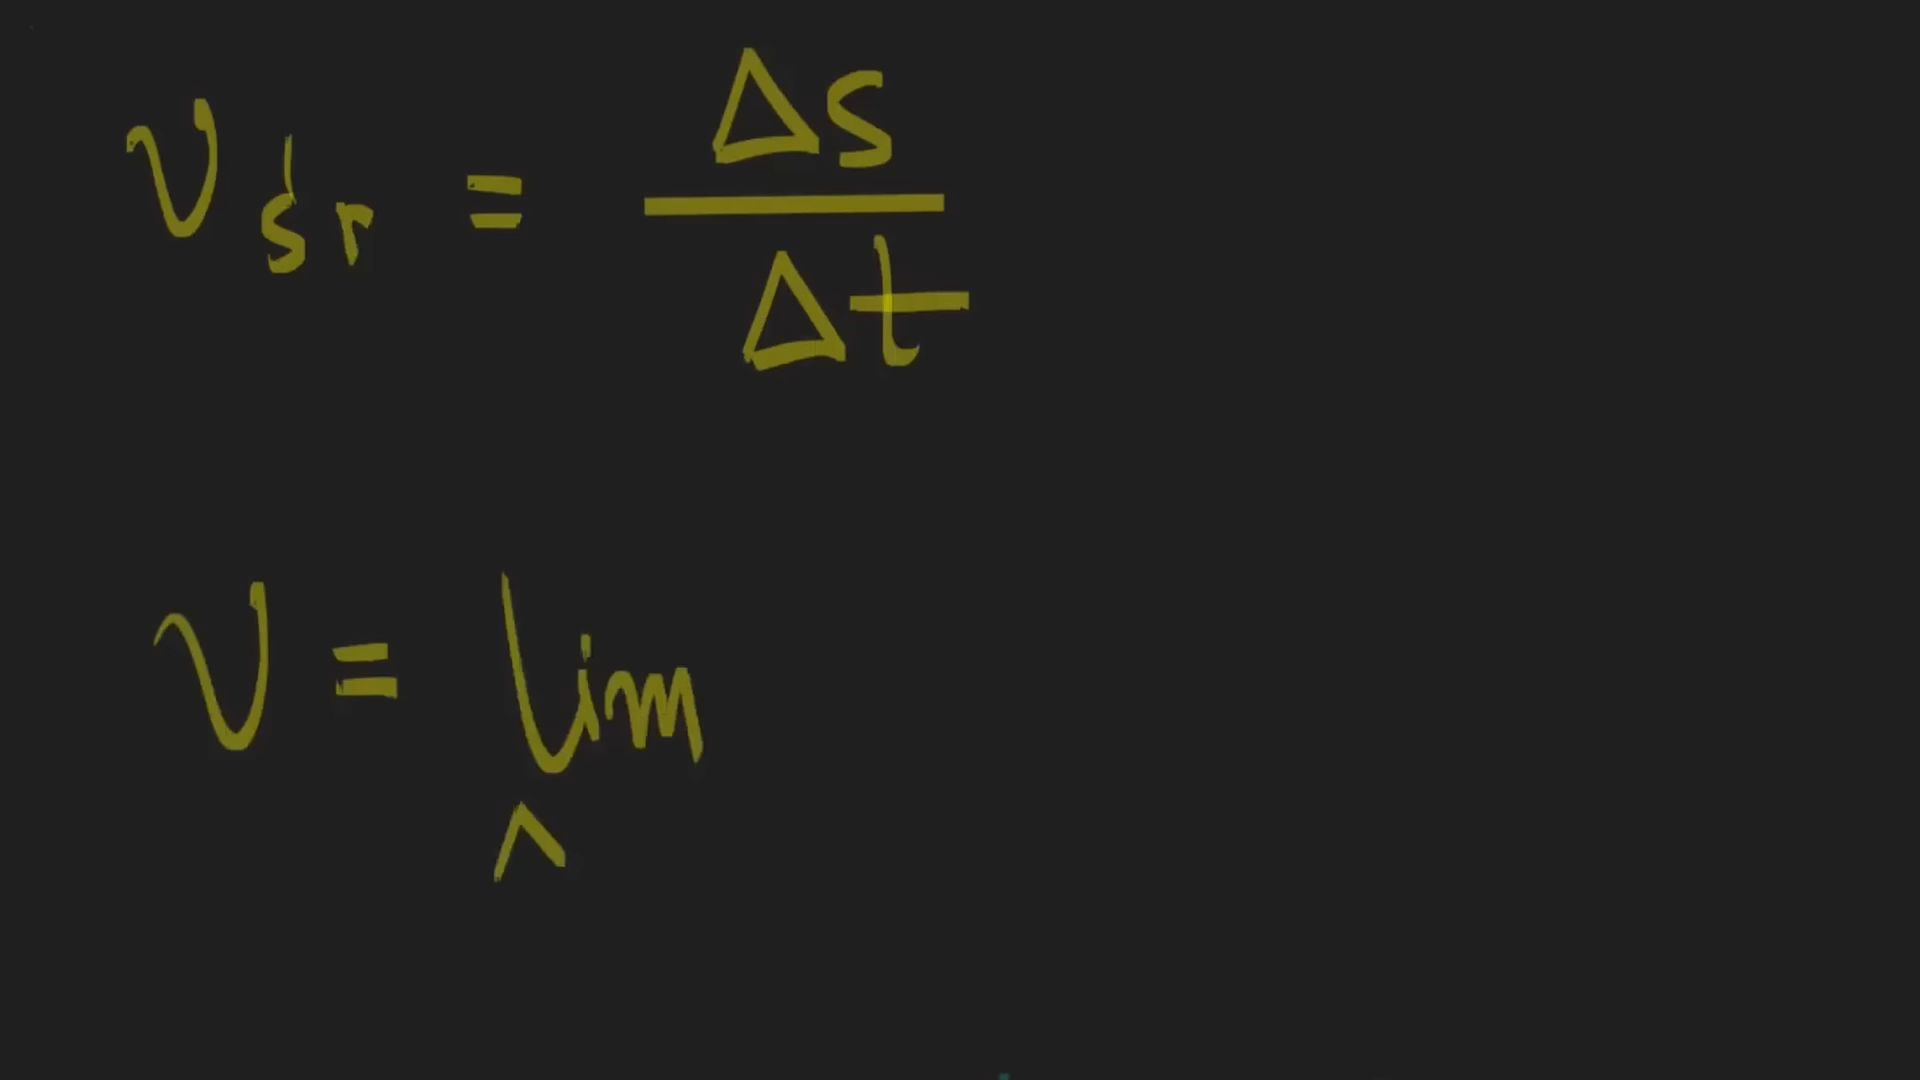 v_śr = Δs / Δt
v = lim
^